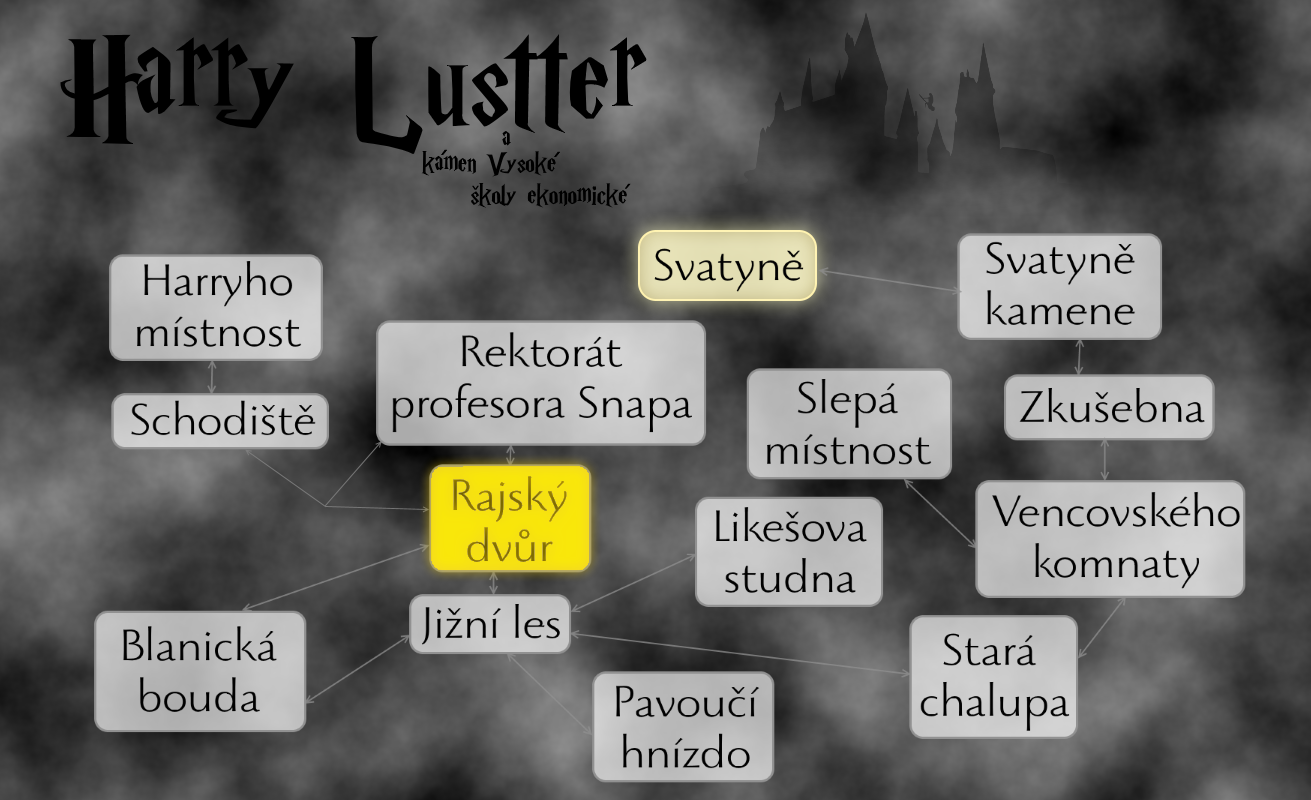 Harry Lustter
a
kámen Vysoké
školy ekonomické
Svatyně
Svatyně
kamene
Harryho
místnost
Rektorát
profesora Snapa
Slepá
místnost
Zkušebna
Schodiště
Rajský
dvůr
Likešova
studna
Vencovského
komnaty
Jižní les
Blanická
bouda
Stará
chalupa
Pavoučí
hnízdo